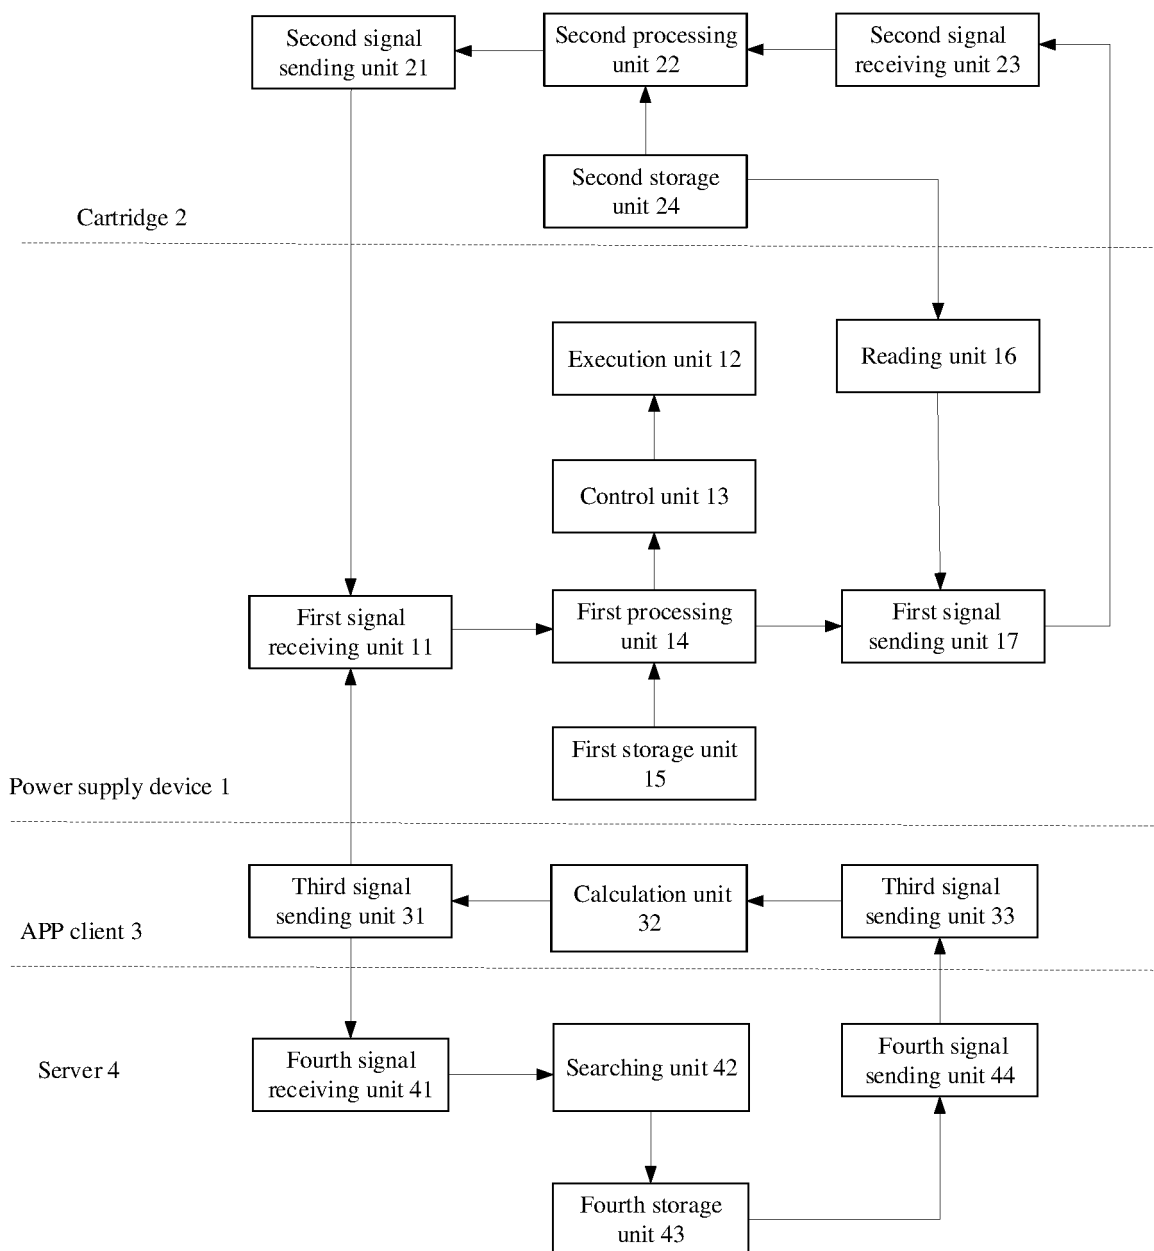 Second signal
sending unit 21
Second processing
unit 22
Second signal
receiving unit 23
Second storage
unit 24
Cartridge 2
Execution unit 12
Reading unit 16
Control unit 13
First signal
receiving unit 11
First processing
unit 14
First signal
sending unit 17
First storage unit
15
Power supply device 1
Third signal
sending unit 31
Calculation unit
32
Third signal
sending unit 33
APP client 3
Fourth signal
receiving unit 41
Searching unit 42
Fourth signal
sending unit 44
Server 4
Fourth storage
unit 43